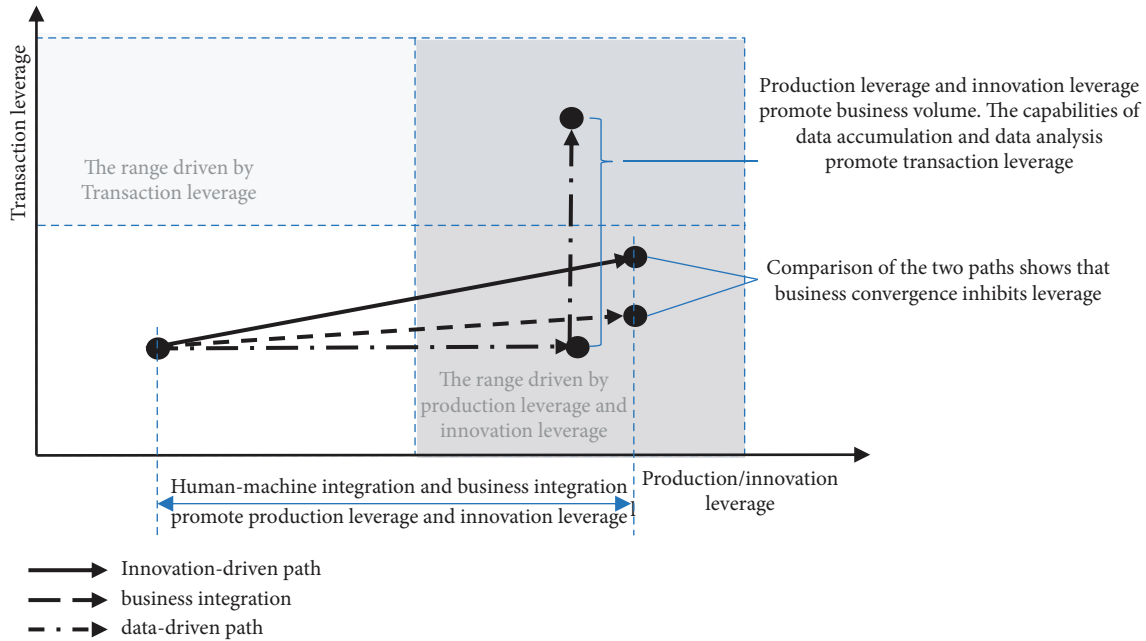 Transaction leverage
The range driven by
Transaction leverage
Production leverage and innovation leverage
promote business volume. The capabilities of
data accumulation and data analysis
promote transaction leverage
Comparison of the two paths shows that
business convergence inhibits leverage
The range driven by
production leverage and
innovation leverage
Human-machine integration and business integration
promote production leverage and innovation leverage l
Production/innovation
leverage
Innovation-driven path
business integration
data-driven path